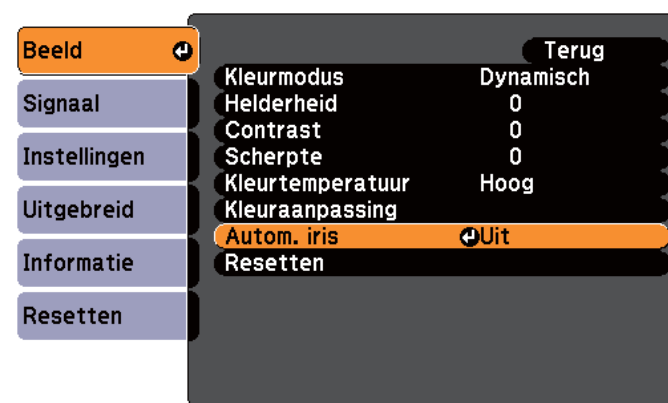 Beeld
Signaal
Instellingen
Uitgebreid
Informatie
Resetten
Terug
Kleurmodus Dynamisch
Helderheid 0
Contrast 0
Scherpte 0
Kleurtemperatuur Hoog
Kleuraanpassing
Autom. iris Uit
Resetten